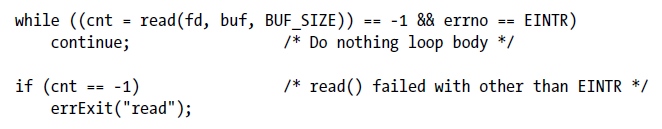 while ((cnt = read(fd, buf, BUF_SIZE)) == -1 && errno == EINTR)
    continue;                  /* Do nothing loop body */

if (cnt == -1)                 /* read() failed with other than EINTR */
    errExit("read");